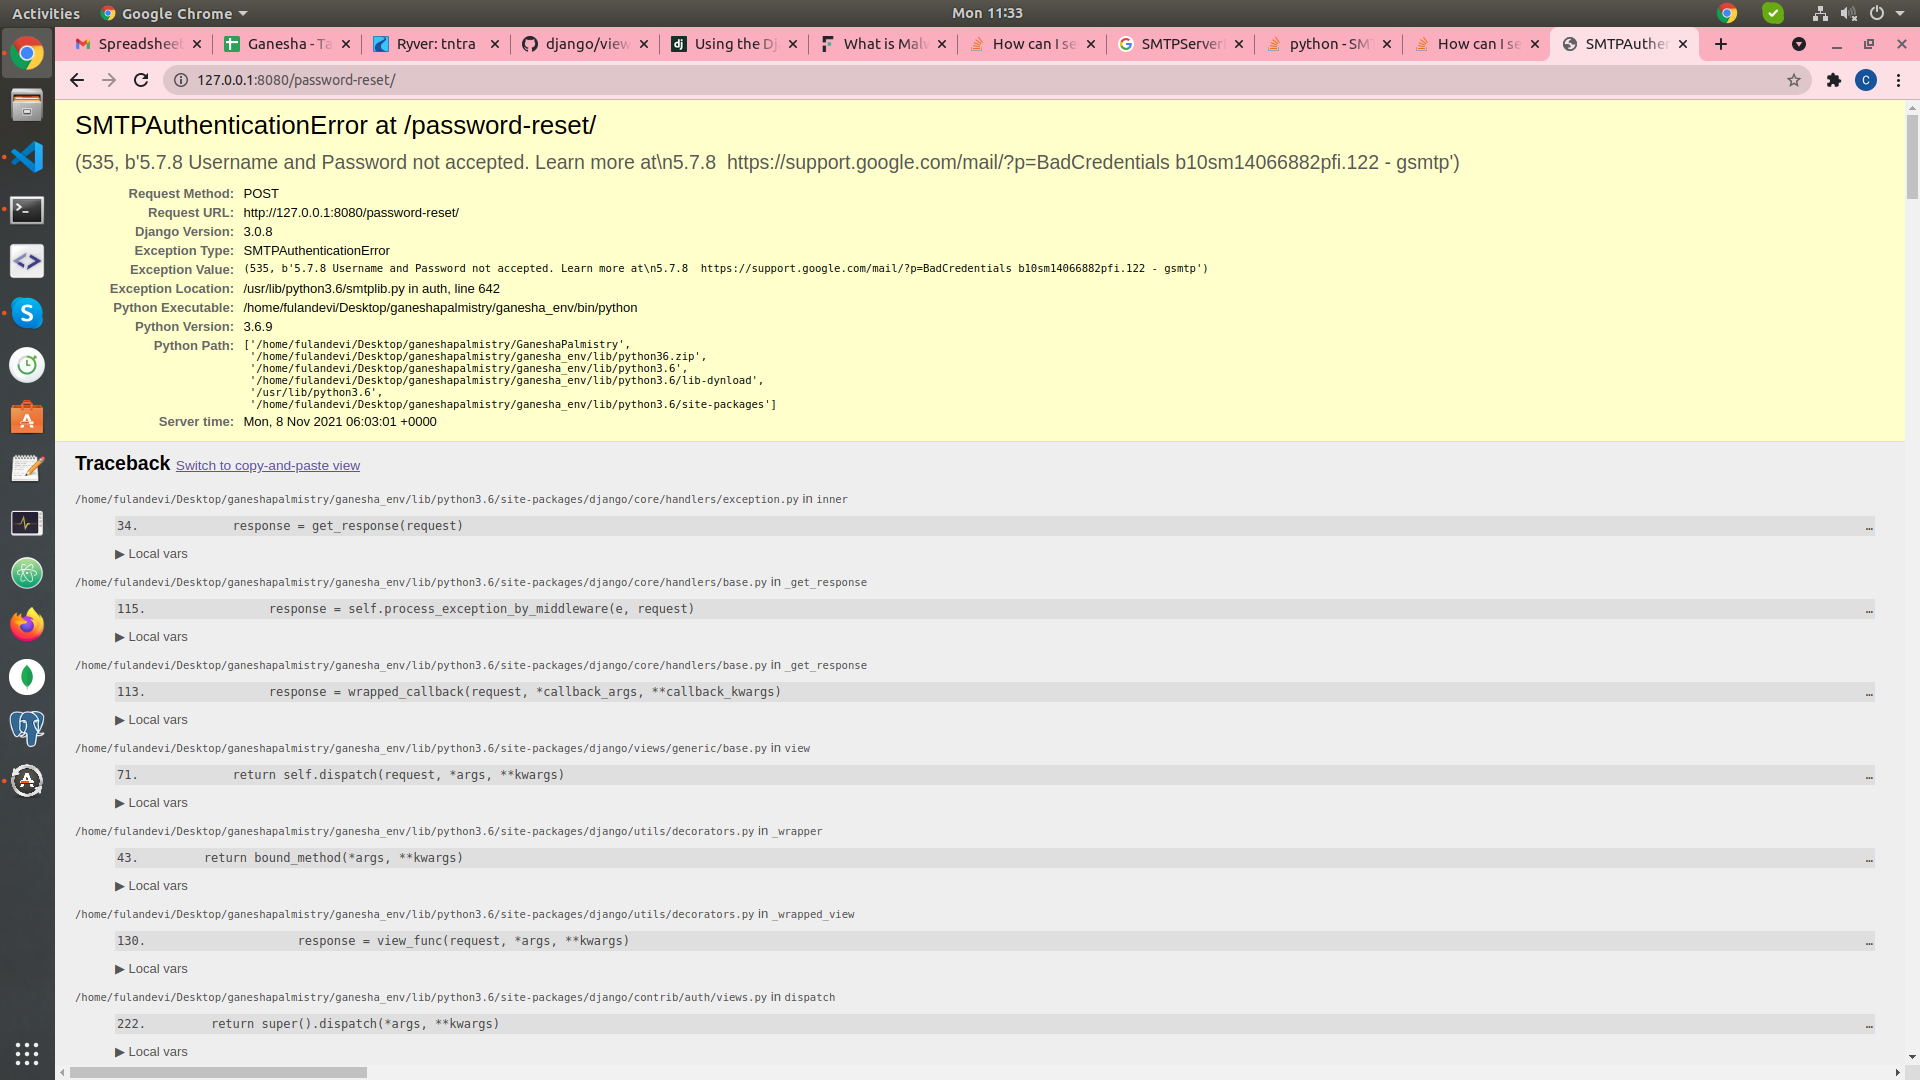 Activities Google Chrome Mon 11:33
Spreadsheet Ganesha - Ta Ryver: tntra django/view Using the Dj What is Malw How can I se SMTPServer python - SMT How can I se SMTPAuthen
127.0.0.1:8080/password-reset/ C
SMTPAuthenticationError at /password-reset/
(535, b'5.7.8 Username and Password not accepted. Learn more at\n5.7.8  https://support.google.com/mail/?p=BadCredentials b10sm14066882pfi.122 - gsmtp')
Request Method: POST
Request URL: http://127.0.0.1:8080/password-reset/
Django Version: 3.0.8
Exception Type: SMTPAuthenticationError
Exception Value: (535, b'5.7.8 Username and Password not accepted. Learn more at\n5.7.8  https://support.google.com/mail/?p=BadCredentials b10sm14066882pfi.122 - gsmtp')
Exception Location: /usr/lib/python3.6/smtplib.py in auth, line 642
Python Executable: /home/fulandevi/Desktop/ganeshapalmistry/ganesha_env/bin/python
Python Version: 3.6.9
Python Path: ['/home/fulandevi/Desktop/ganeshapalmistry/GaneshaPalmistry',
'/home/fulandevi/Desktop/ganeshapalmistry/ganesha_env/lib/python36.zip',
'/home/fulandevi/Desktop/ganeshapalmistry/ganesha_env/lib/python3.6',
'/home/fulandevi/Desktop/ganeshapalmistry/ganesha_env/lib/python3.6/lib-dynload',
'/usr/lib/python3.6',
'/home/fulandevi/Desktop/ganeshapalmistry/ganesha_env/lib/python3.6/site-packages']
Server time: Mon, 8 Nov 2021 06:03:01 +0000
Traceback Switch to copy-and-paste view
/home/fulandevi/Desktop/ganeshapalmistry/ganesha_env/lib/python3.6/site-packages/django/core/handlers/exception.py in inner
34. response = get_response(request) …
▶ Local vars
/home/fulandevi/Desktop/ganeshapalmistry/ganesha_env/lib/python3.6/site-packages/django/core/handlers/base.py in _get_response
115. response = self.process_exception_by_middleware(e, request) …
▶ Local vars
/home/fulandevi/Desktop/ganeshapalmistry/ganesha_env/lib/python3.6/site-packages/django/core/handlers/base.py in _get_response
113. response = wrapped_callback(request, *callback_args, **callback_kwargs) …
▶ Local vars
/home/fulandevi/Desktop/ganeshapalmistry/ganesha_env/lib/python3.6/site-packages/django/views/generic/base.py in view
71. return self.dispatch(request, *args, **kwargs) …
▶ Local vars
/home/fulandevi/Desktop/ganeshapalmistry/ganesha_env/lib/python3.6/site-packages/django/utils/decorators.py in _wrapper
43. return bound_method(*args, **kwargs) …
▶ Local vars
/home/fulandevi/Desktop/ganeshapalmistry/ganesha_env/lib/python3.6/site-packages/django/utils/decorators.py in _wrapped_view
130. response = view_func(request, *args, **kwargs) …
▶ Local vars
/home/fulandevi/Desktop/ganeshapalmistry/ganesha_env/lib/python3.6/site-packages/django/contrib/auth/views.py in dispatch
222. return super().dispatch(*args, **kwargs) …
▶ Local vars